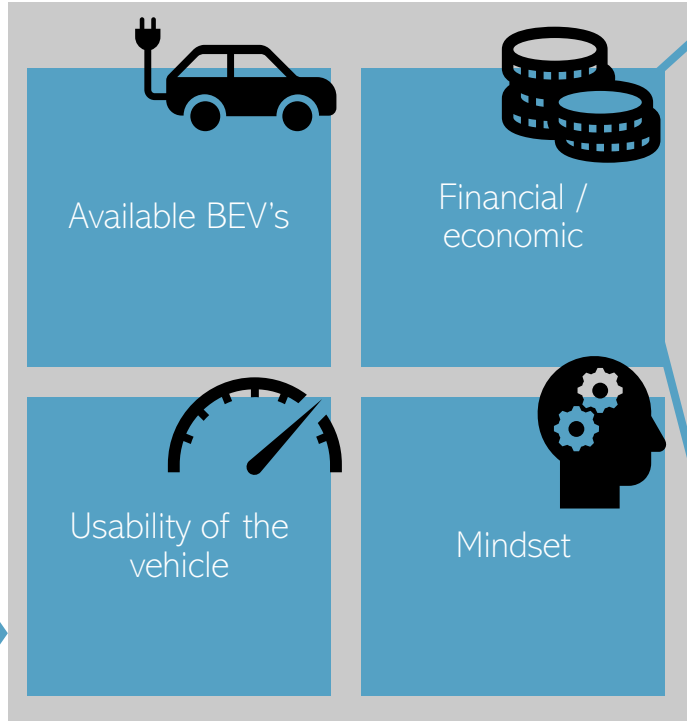 Available BEV's
Financial /
economic
Usability of the
vehicle
Mindset